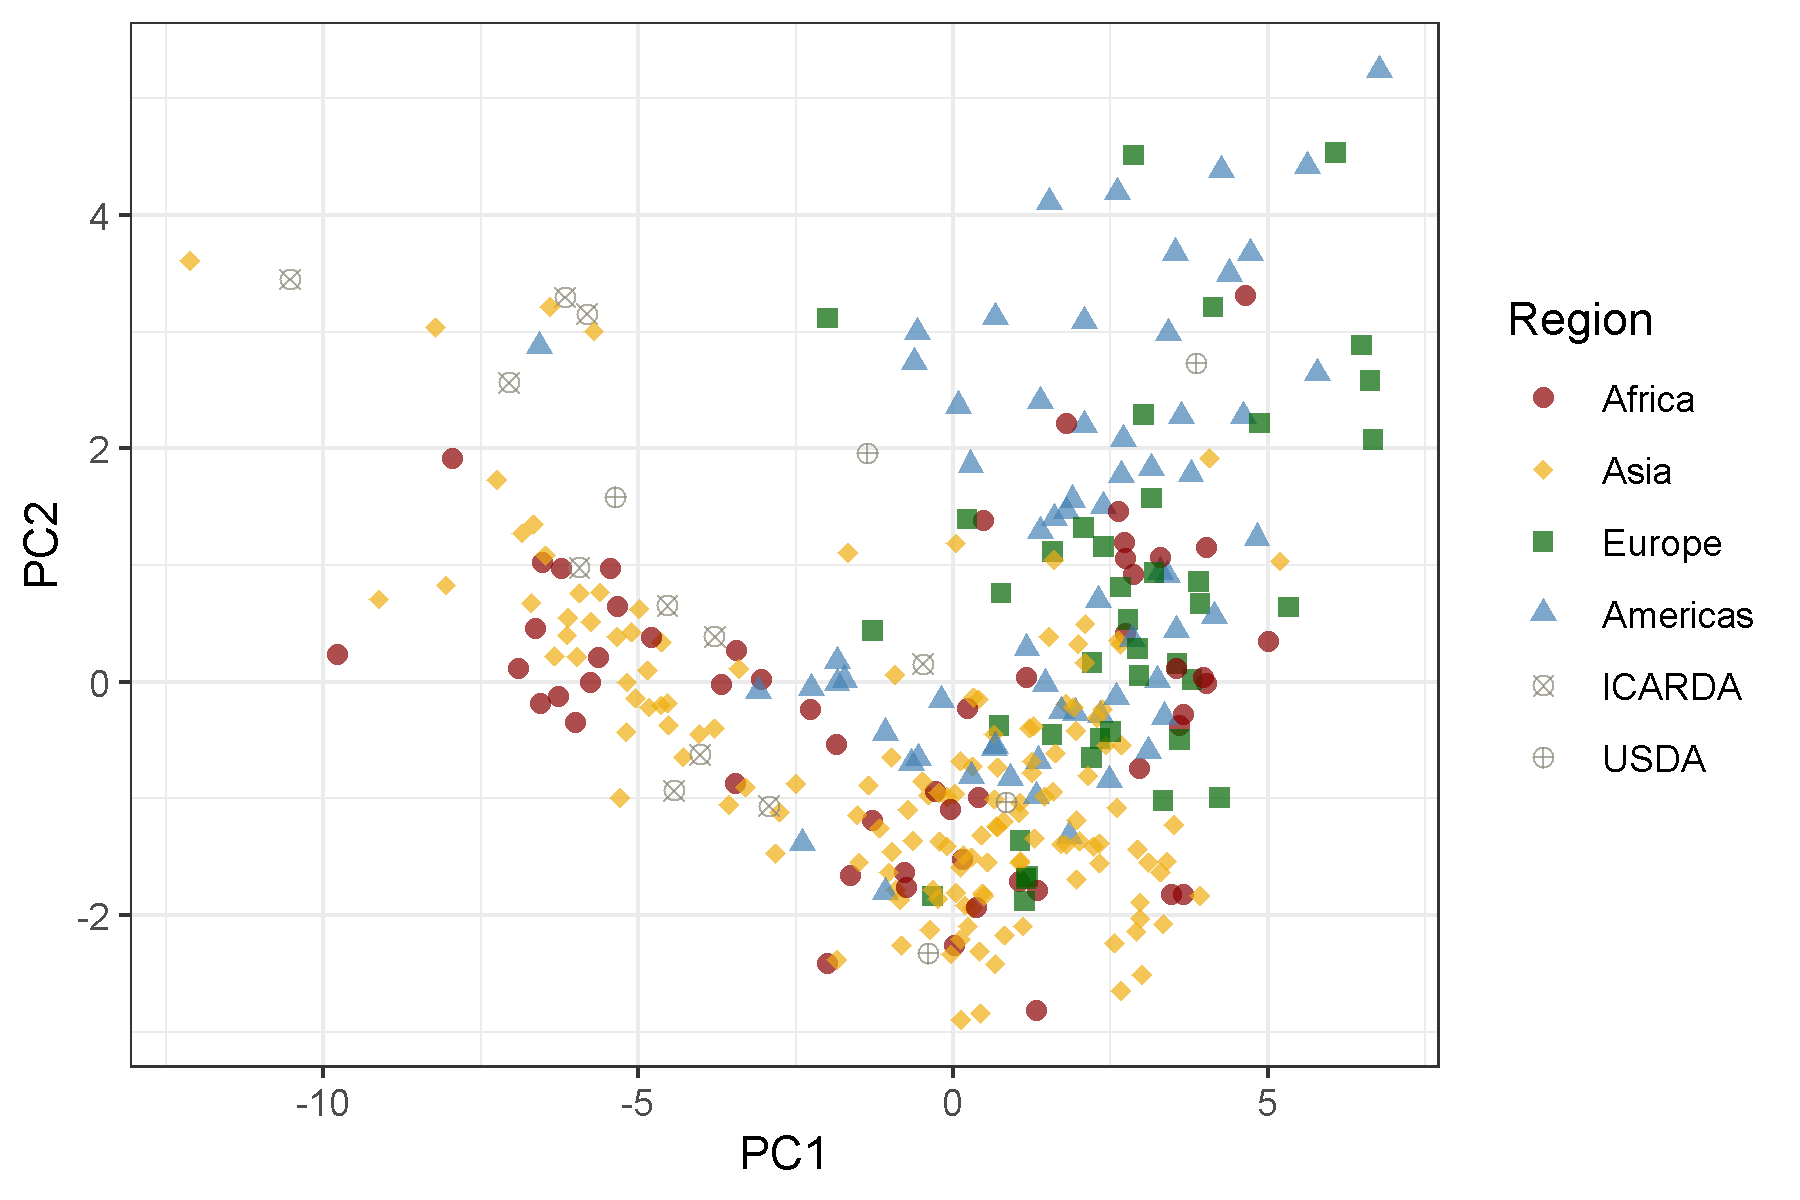 4
2
0
-2
PC2
-10
-5
0
5
PC1
Region
Africa
Asia
Europe
Americas
ICARDA
USDA